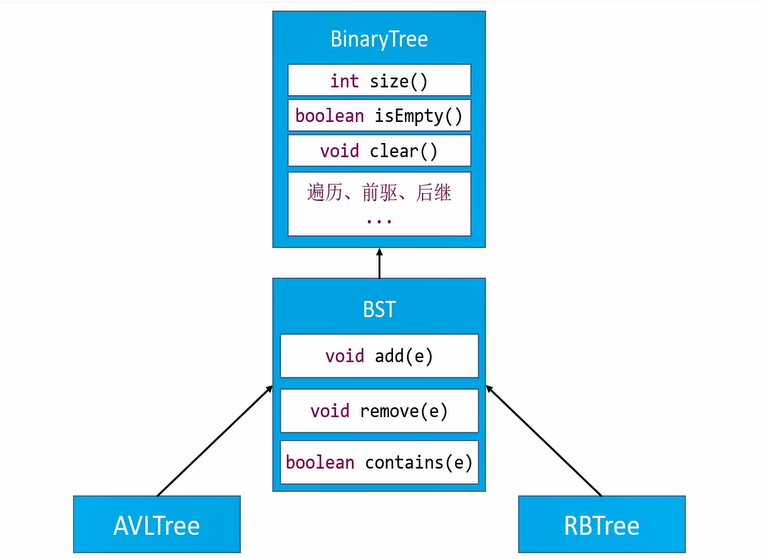 BinaryTree
int size()
boolean isEmpty()
void clear()
遍历、前驱、后继
...
BST
void add(e)
void remove(e)
boolean contains(e)
AVLTree
RBTree